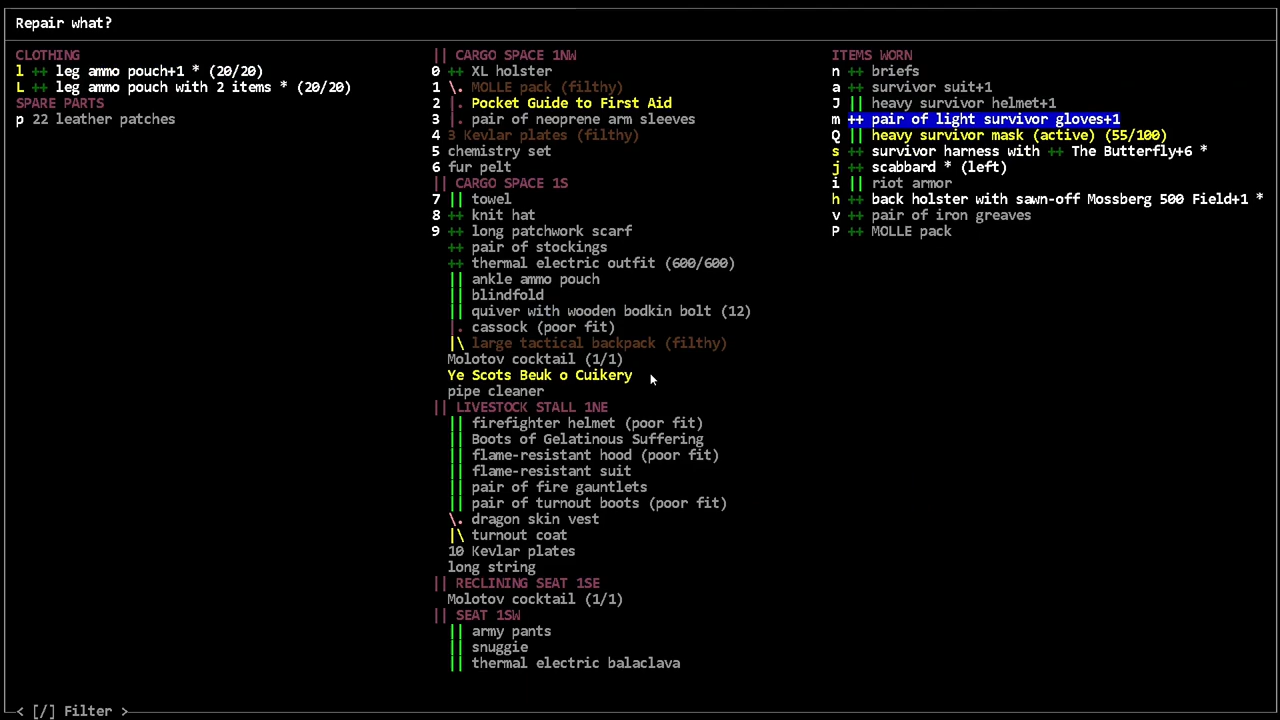 Repair what?
CLOTHING
l ++ leg ammo pouch+1 * (20/20)
L ++ leg ammo pouch with 2 items * (20/20)
SPARE PARTS
p 22 leather patches
|| CARGO SPACE 1NW
0 ++ XL holster
1 \. MOLLE pack (filthy)
2 |. Pocket Guide to First Aid
3 |. pair of neoprene arm sleeves
4 3 Kevlar plates (filthy)
5 chemistry set
6 fur pelt
|| CARGO SPACE 1S
7 || towel
8 ++ knit hat
9 ++ long patchwork scarf
++ pair of stockings
++ thermal electric outfit (600/600)
|| ankle ammo pouch
|| blindfold
|| quiver with wooden bodkin bolt (12)
|. cassock (poor fit)
|\ large tactical backpack (filthy)
Molotov cocktail (1/1)
Ye Scots Beuk o Cuikery
pipe cleaner
|| LIVESTOCK STALL 1NE
|| firefighter helmet (poor fit)
|| Boots of Gelatinous Suffering
|| flame-resistant hood (poor fit)
|| flame-resistant suit
|| pair of fire gauntlets
|| pair of turnout boots (poor fit)
\. dragon skin vest
|\ turnout coat
10 Kevlar plates
long string
|| RECLINING SEAT 1SE
Molotov cocktail (1/1)
|| SEAT 1SW
|| army pants
|| snuggie
|| thermal electric balaclava
ITEMS WORN
n ++ briefs
a ++ survivor suit+1
J || heavy survivor helmet+1
m ++ pair of light survivor gloves+1
Q || heavy survivor mask (active) (55/100)
s ++ survivor harness with ++ The Butterfly+6 *
j ++ scabbard * (left)
i || riot armor
h ++ back holster with sawn-off Mossberg 500 Field+1 *
v ++ pair of iron greaves
P ++ MOLLE pack
< [/] Filter >